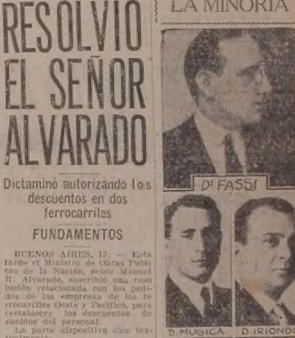 RESOLVIO
EL SEÑOR
ALVARADO
Dictaminó autorizando los
descuentos en dos
ferrocarriles
FUNDAMENTOS
BUENOS AIRES, 13. — Esta
tarde el Ministro de Obras Públi
cas de la Nación, señor Manuel
R. Alvarado, suscribió una reso
lución relacionada con los pedi
dos de las empresas de los fe
rrocarriles Oeste y Pacífico, para
restablecer los descuentos de
sueldos del personal.
La parte dispositiva dice tex
LA MINORIA
Dr FASSI
D. MUGICA
D. IRIONDO